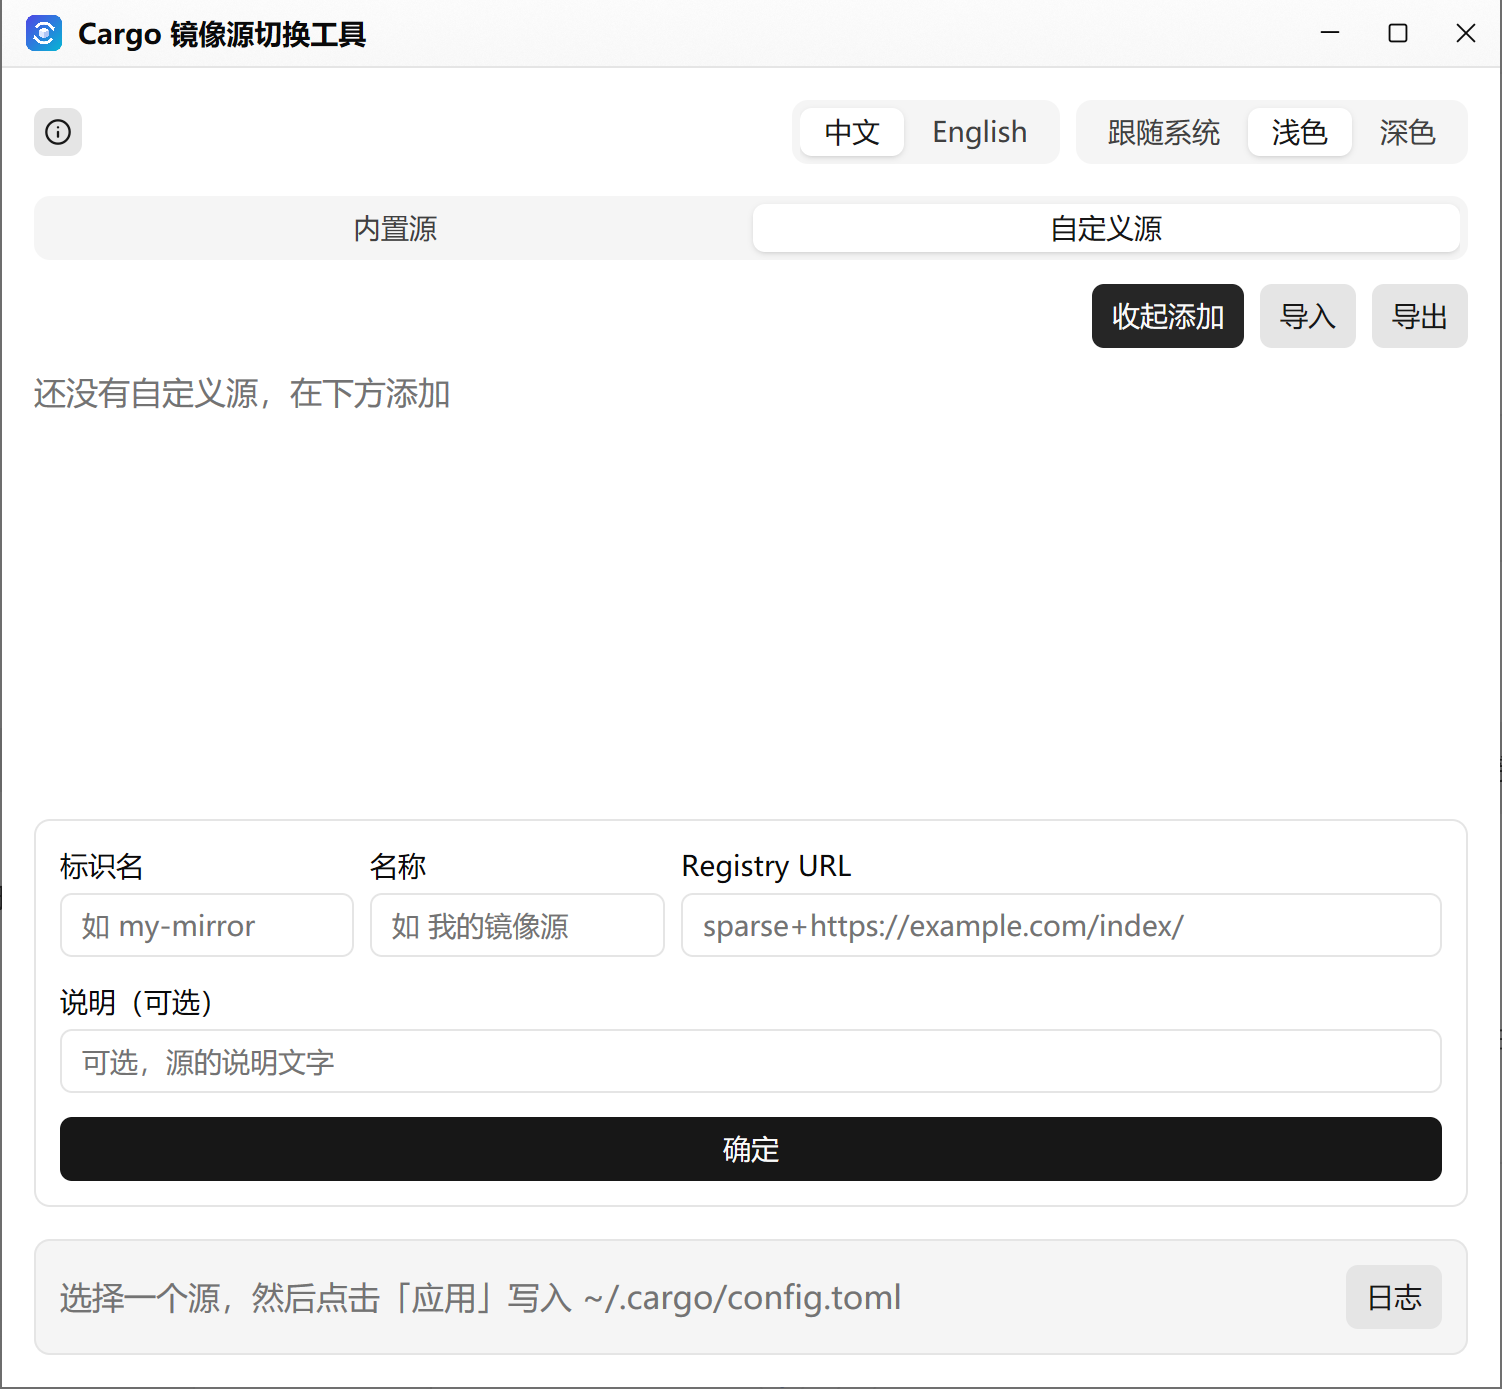 Cargo 镜像源切换工具
中文 English 跟随系统 浅色 深色
内置源 自定义源
收起添加 导入 导出
还没有自定义源，在下方添加
标识名 名称 Registry URL
如 my-mirror 如 我的镜像源 sparse+https://example.com/index/
说明（可选）
可选，源的说明文字
确定
选择一个源，然后点击「应用」写入 ~/.cargo/config.toml 日志